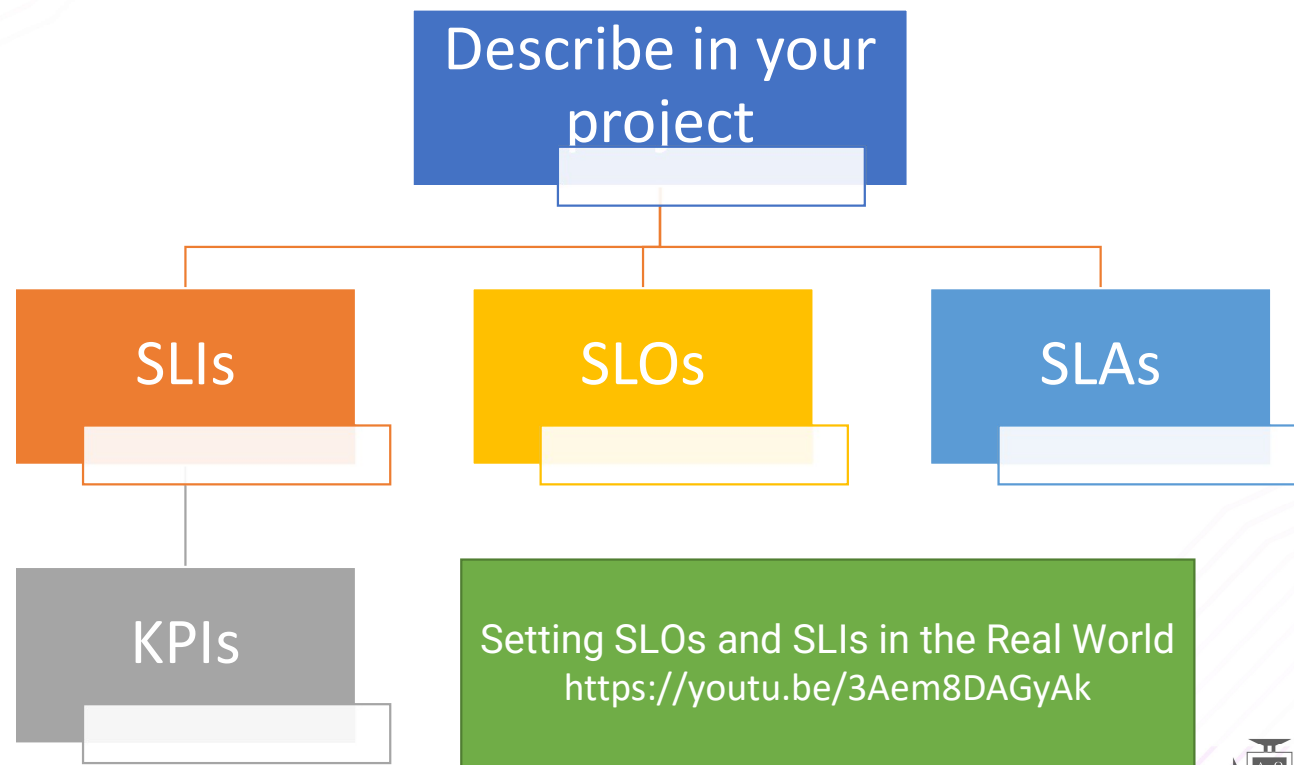 Describe in your
project
SLIs
SLOs
SLAs
KPIs
Setting SLOs and SLIs in the Real World
https://youtu.be/3Aem8DAGyAk